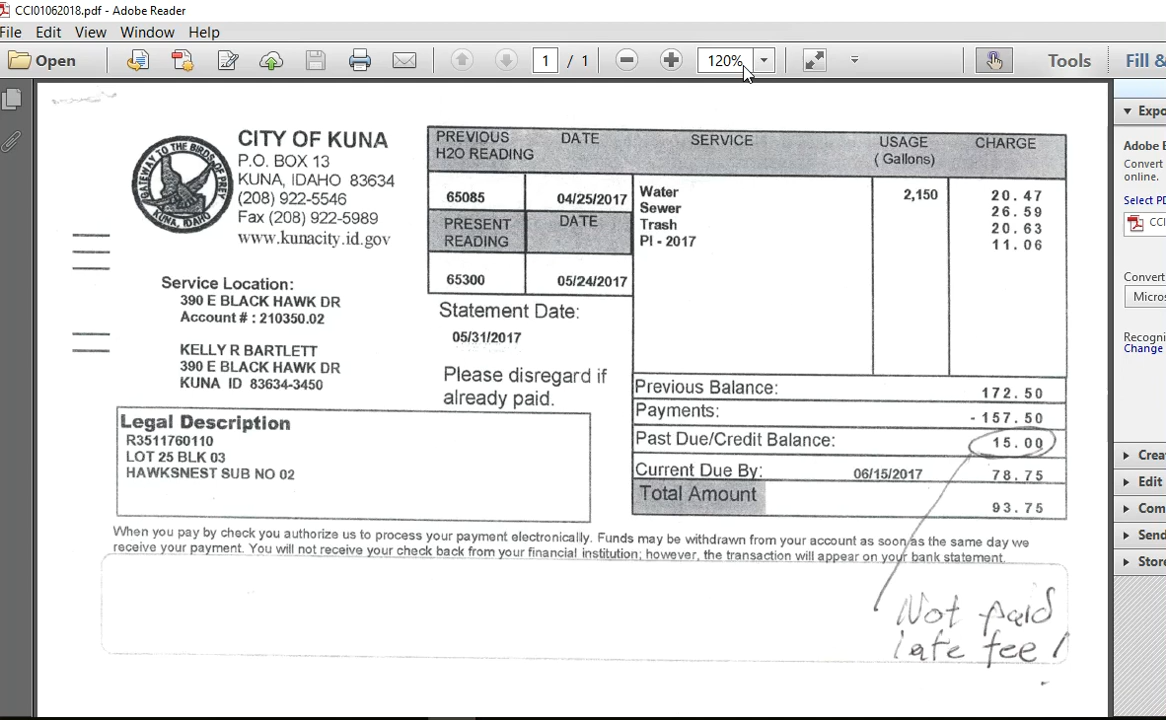 CCI01062018.pdf - Adobe Reader
File Edit View Window Help
Open 1 / 1 120% Tools Fill &
CITY OF KUNA
P.O. BOX 13
KUNA, IDAHO 83634
(208) 922-5546
Fax (208) 922-5989
www.kunacity.id.gov
GATEWAY TO THE BIRDS OF PREY
KUNA, IDAHO
Service Location:
390 E BLACK HAWK DR
Account # : 210350.02
KELLY R BARTLETT
390 E BLACK HAWK DR
KUNA ID 83634-3450
PREVIOUS H2O READING DATE SERVICE USAGE (Gallons) CHARGE
65085 04/25/2017
PRESENT READING DATE
65300 05/24/2017
Water 2,150 20.47
Sewer 26.59
Trash 20.63
PI - 2017 11.06
Statement Date:
05/31/2017
Please disregard if
already paid.
Previous Balance: 172.50
Payments: -157.50
Past Due/Credit Balance: 15.00
Current Due By: 06/15/2017 78.75
Total Amount 93.75
Legal Description
R3511760110
LOT 25 BLK 03
HAWKSNEST SUB NO 02
When you pay by check you authorize us to process your payment electronically. Funds may be withdrawn from your account as soon as the same day we
receive your payment. You will not receive your check back from your financial institution; however, the transaction will appear on your bank statement.
Not paid
late fee!
Expo
Adobe E
Convert
online.
Select PD
CCI
Convert
Micros
Recogni
Change
Crea
Edit
Com
Send
Store